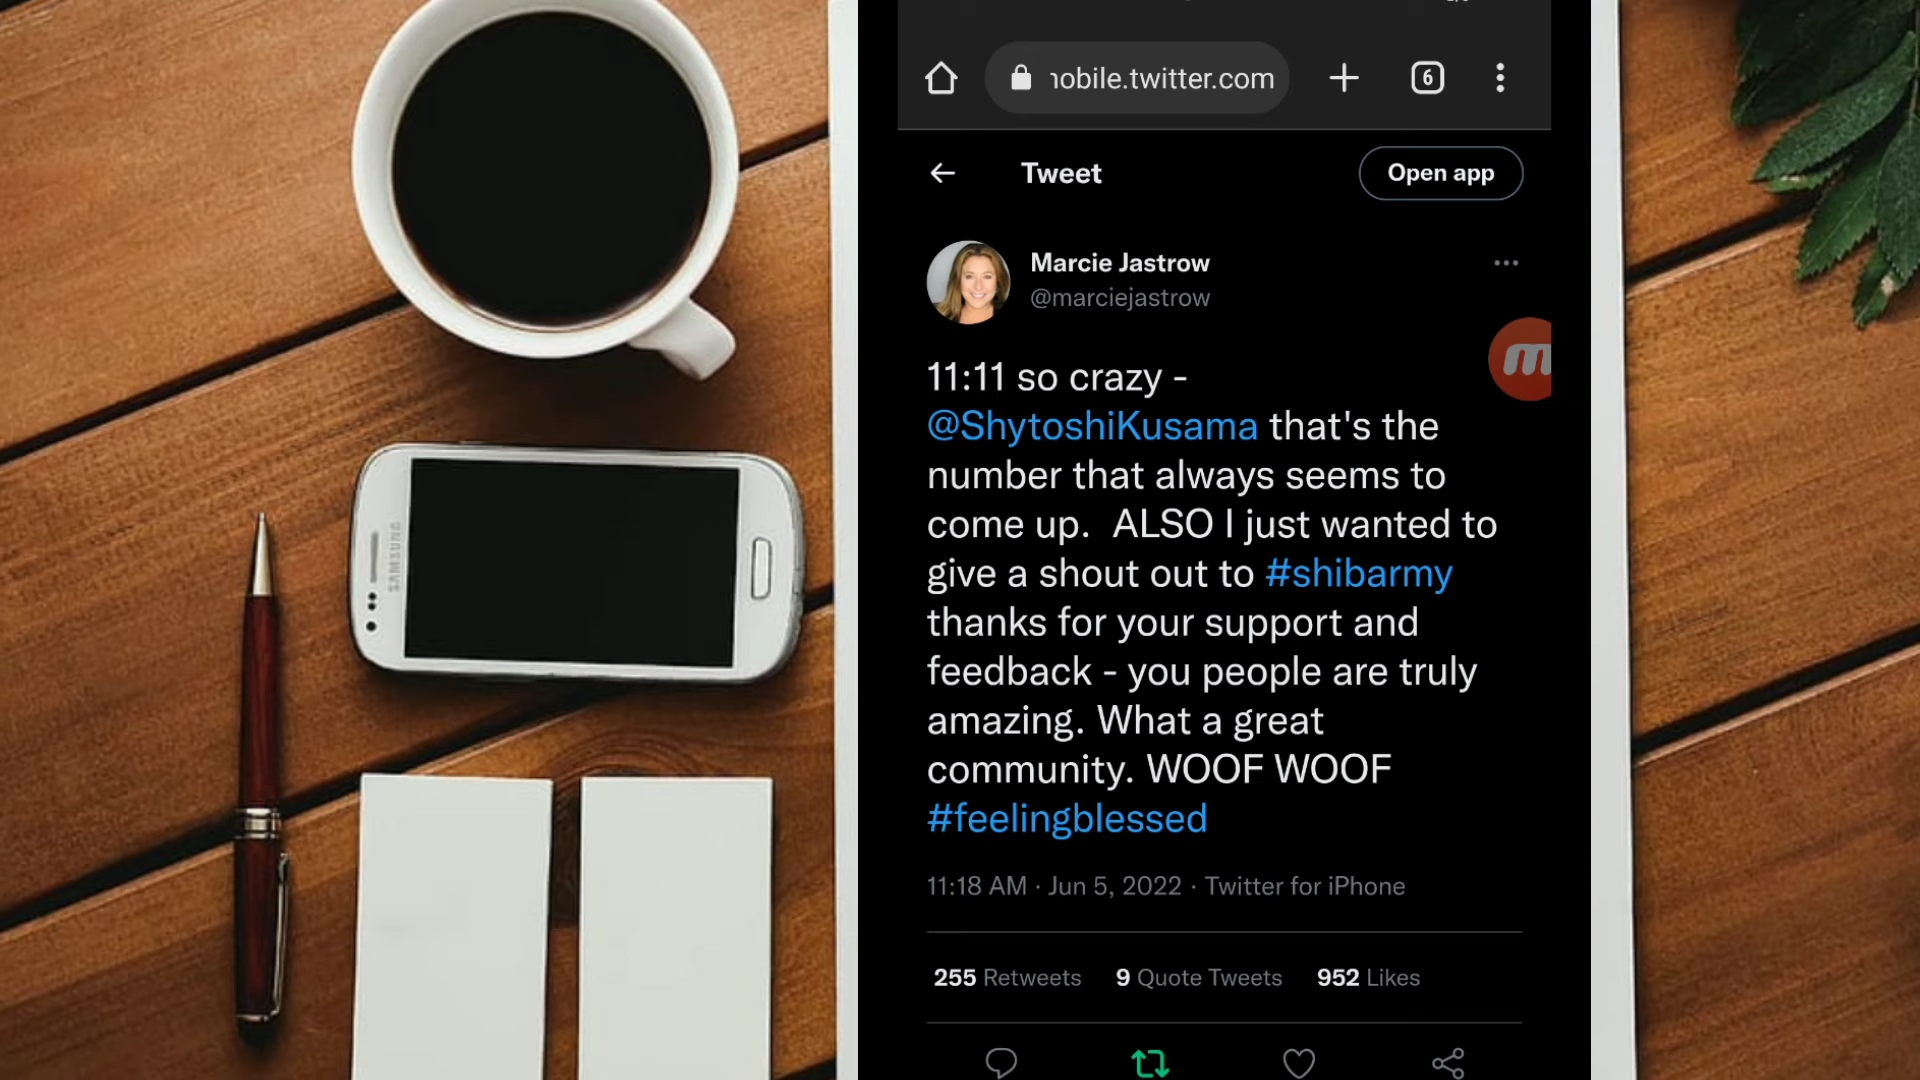 SAMSUNG
mobile.twitter.com
6
Tweet
Open app
Marcie Jastrow
@marciejastrow
11:11 so crazy -
@ShytoshiKusama that's the
number that always seems to
come up.  ALSO I just wanted to
give a shout out to #shibarmy
thanks for your support and
feedback - you people are truly
amazing. What a great
community. WOOF WOOF
#feelingblessed
11:18 AM · Jun 5, 2022 · Twitter for iPhone
255 Retweets 9 Quote Tweets 952 Likes